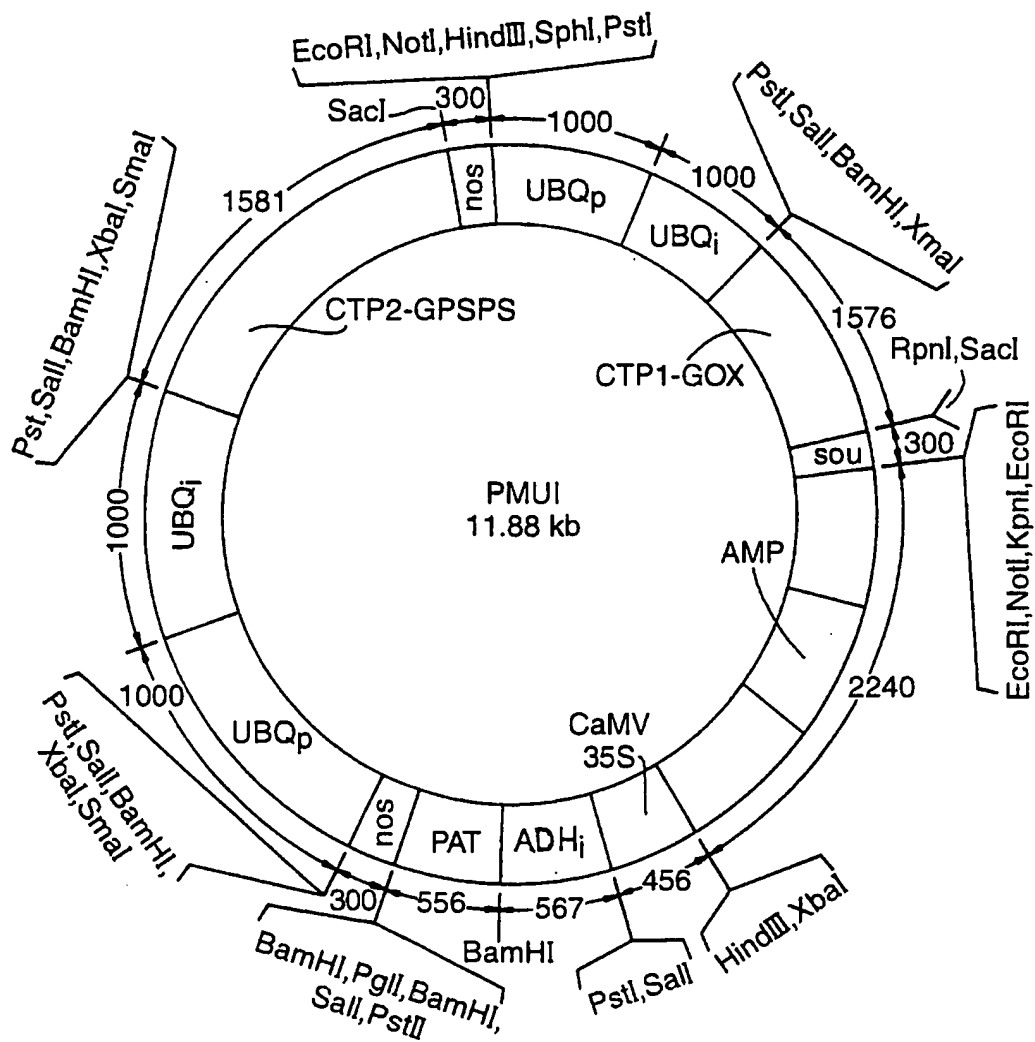 EcoRI,NotI,HindⅢ,SphI,PstI
SacI
300
1000
1000
PstI,SalI,BamHI,XmaI
1581
nos
UBQp
UBQi
Pst,SalI,BamHI,XbaI,SmaI
CTP2-GPSPS
CTP1-GOX
1576
RpnI,SacI
sou
300
EcoRI,NotI,KpnI,EcoRI
PMUI
11.88 kb
1000
UBQi
AMP
2240
1000
UBQp
PstI,SalI,BamHI,
XbaI,SmaI
CaMV
35S
nos
PAT
ADHi
300
556
567
456
BamHI
HindⅢ,XbaI
PstI,SalI
BamHI,PglI,BamHI,
SalI,PstⅡ